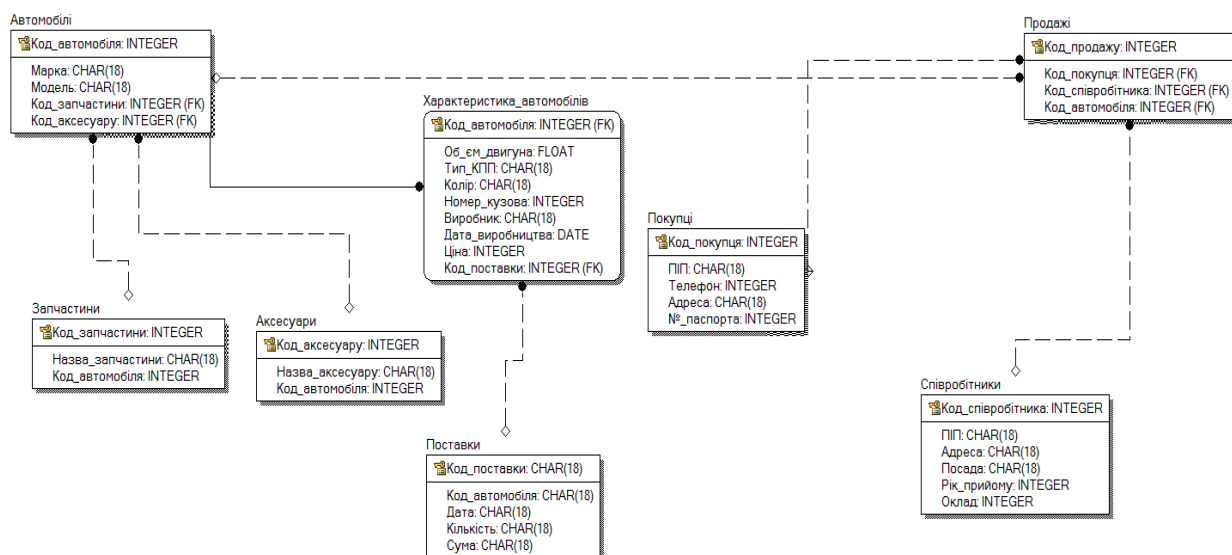 Автомобілі
Код_автомобіля: INTEGER
Марка: CHAR(18)
Модель: CHAR(18)
Код_запчастини: INTEGER (FK)
Код_аксесуару: INTEGER (FK)
Продажі
Код_продажу: INTEGER
Код_покупця: INTEGER (FK)
Код_співробітника: INTEGER (FK)
Код_автомобіля: INTEGER (FK)
Характеристика_автомобілів
Код_автомобіля: INTEGER (FK)
Об_єм_двигуна: FLOAT
Тип_КПП: CHAR(18)
Колір: CHAR(18)
Номер_кузова: INTEGER
Виробник: CHAR(18)
Дата_виробництва: DATE
Ціна: INTEGER
Код_поставки: INTEGER (FK)
Покупці
Код_покупця: INTEGER
ПІП: CHAR(18)
Телефон: INTEGER
Адреса: CHAR(18)
№_паспорта: INTEGER
Запчастини
Код_запчастини: INTEGER
Назва_запчастини: CHAR(18)
Код_автомобіля: INTEGER
Аксесуари
Код_аксесуару: INTEGER
Назва_аксесуару: CHAR(18)
Код_автомобіля: INTEGER
Співробітники
Код_співробітника: INTEGER
ПІП: CHAR(18)
Адреса: CHAR(18)
Посада: CHAR(18)
Рік_прийому: INTEGER
Оклад: INTEGER
Поставки
Код_поставки: CHAR(18)
Код_автомобіля: CHAR(18)
Дата: CHAR(18)
Кількість: CHAR(18)
Сума: CHAR(18)